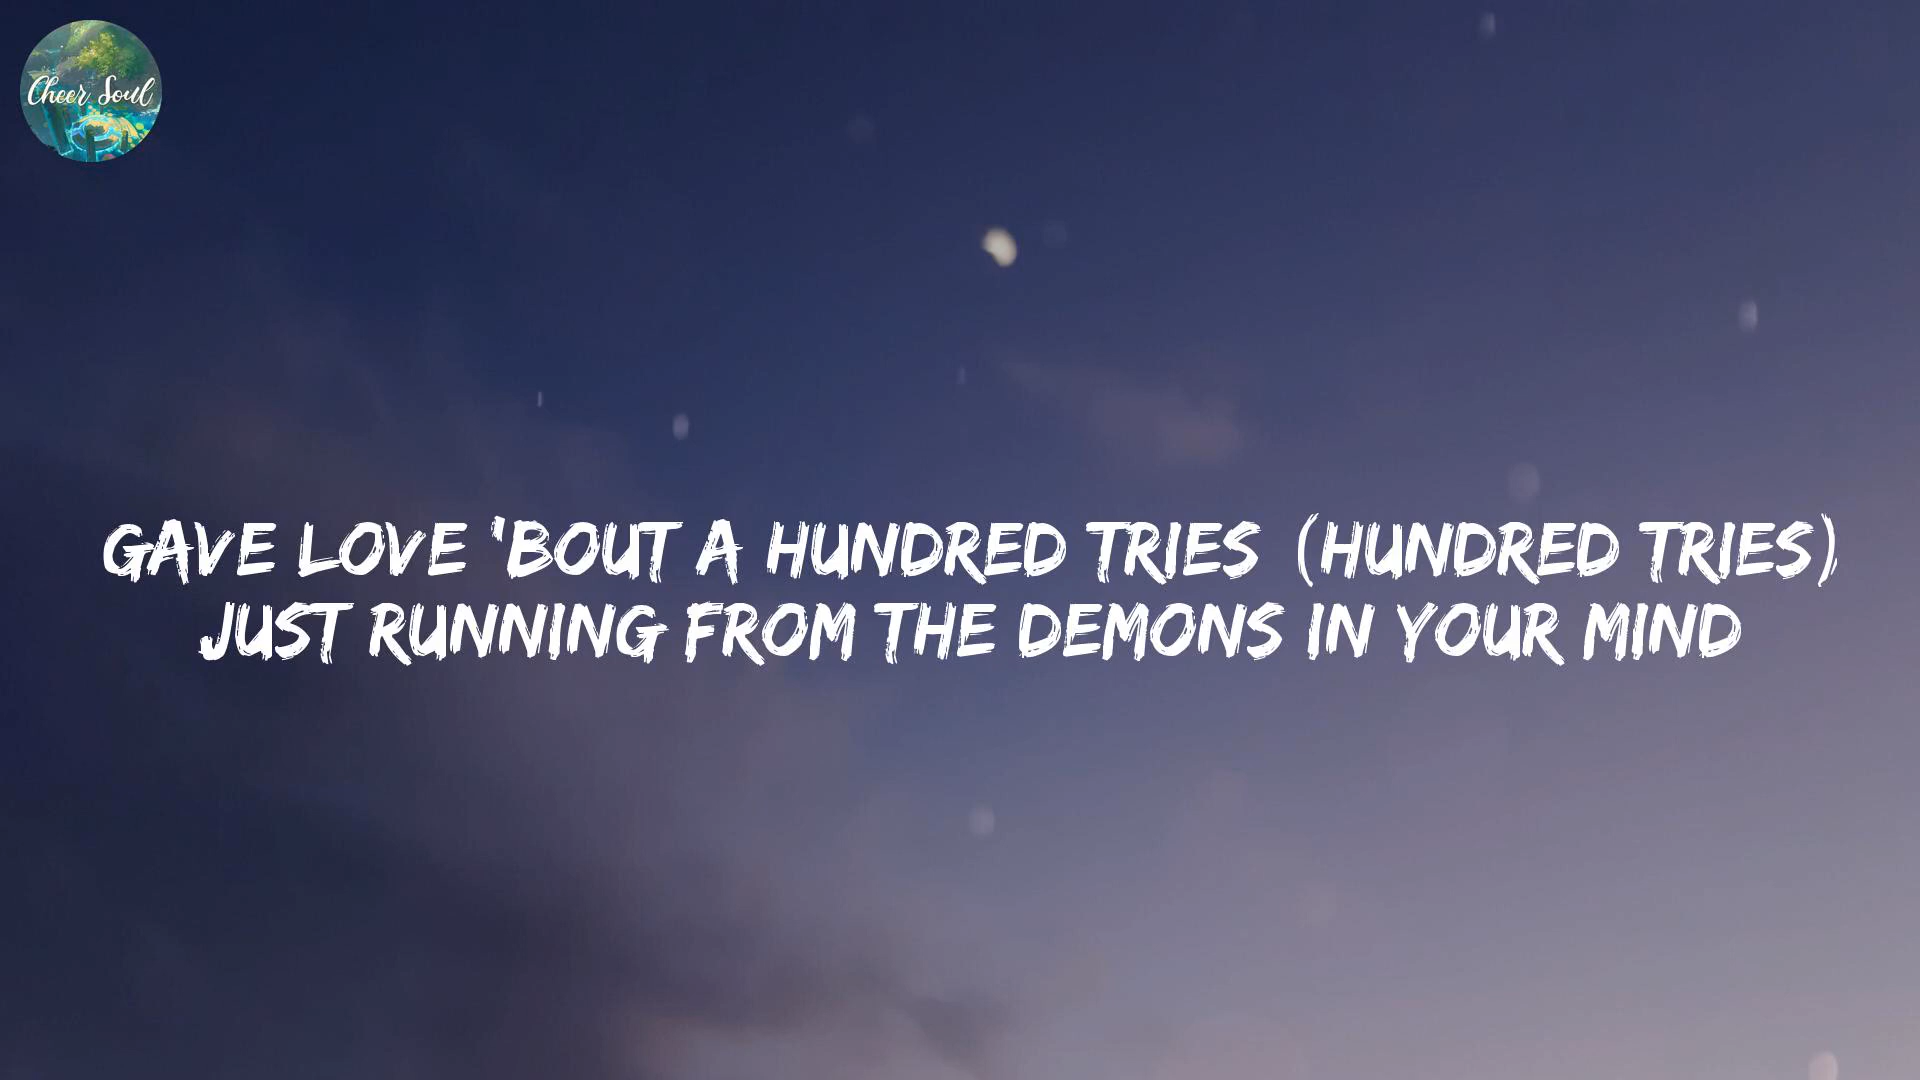 Cheer Soul
GAVE LOVE 'BOUT A HUNDRED TRIES (HUNDRED TRIES)
JUST RUNNING FROM THE DEMONS IN YOUR MIND